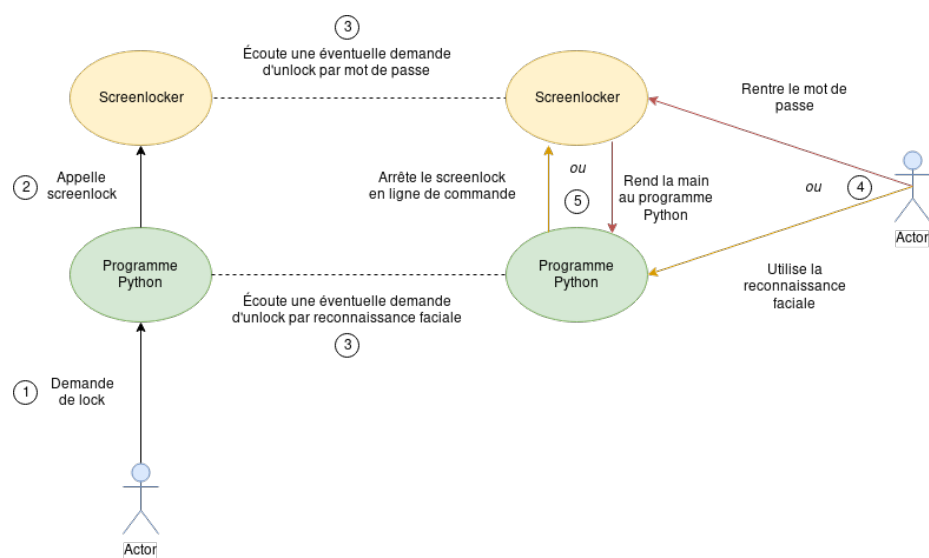 3
Écoute une éventuelle demande
d'unlock par mot de passe
Screenlocker
Screenlocker
Rentre le mot de
passe
2
Appelle
screenlock
Arrête le screenlock
en ligne de commande
ou
5
Rend la main
au programme
Python
ou
4
Actor
Programme
Python
Programme
Python
Écoute une éventuelle demande
d'unlock par reconnaissance faciale
3
Utilise la
reconnaissance
faciale
1
Demande
de lock
Actor